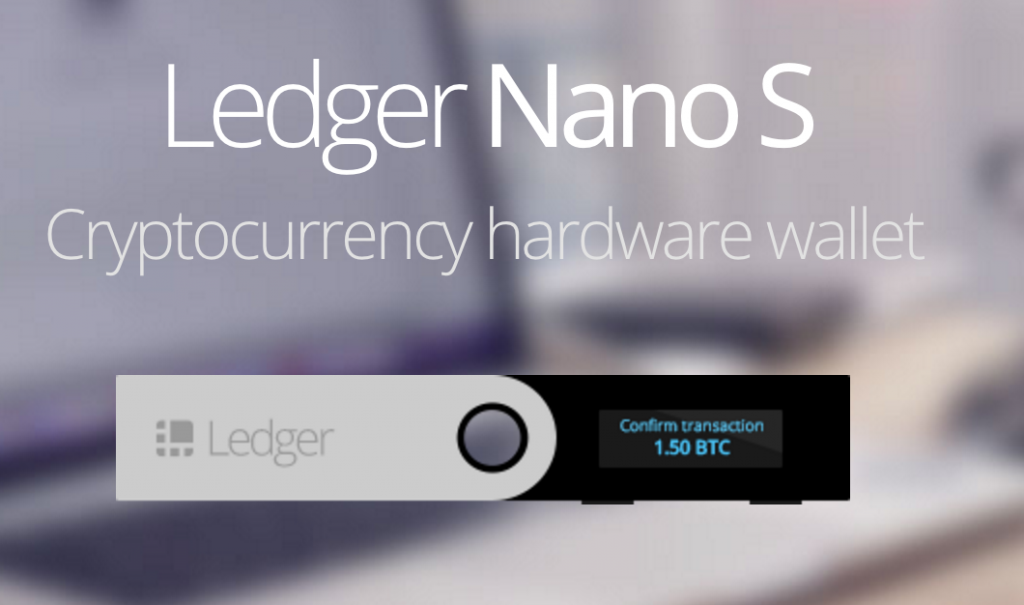 Ledger Nano S
Cryptocurrency hardware wallet
Ledger
Confirm transaction
1.50 BTC